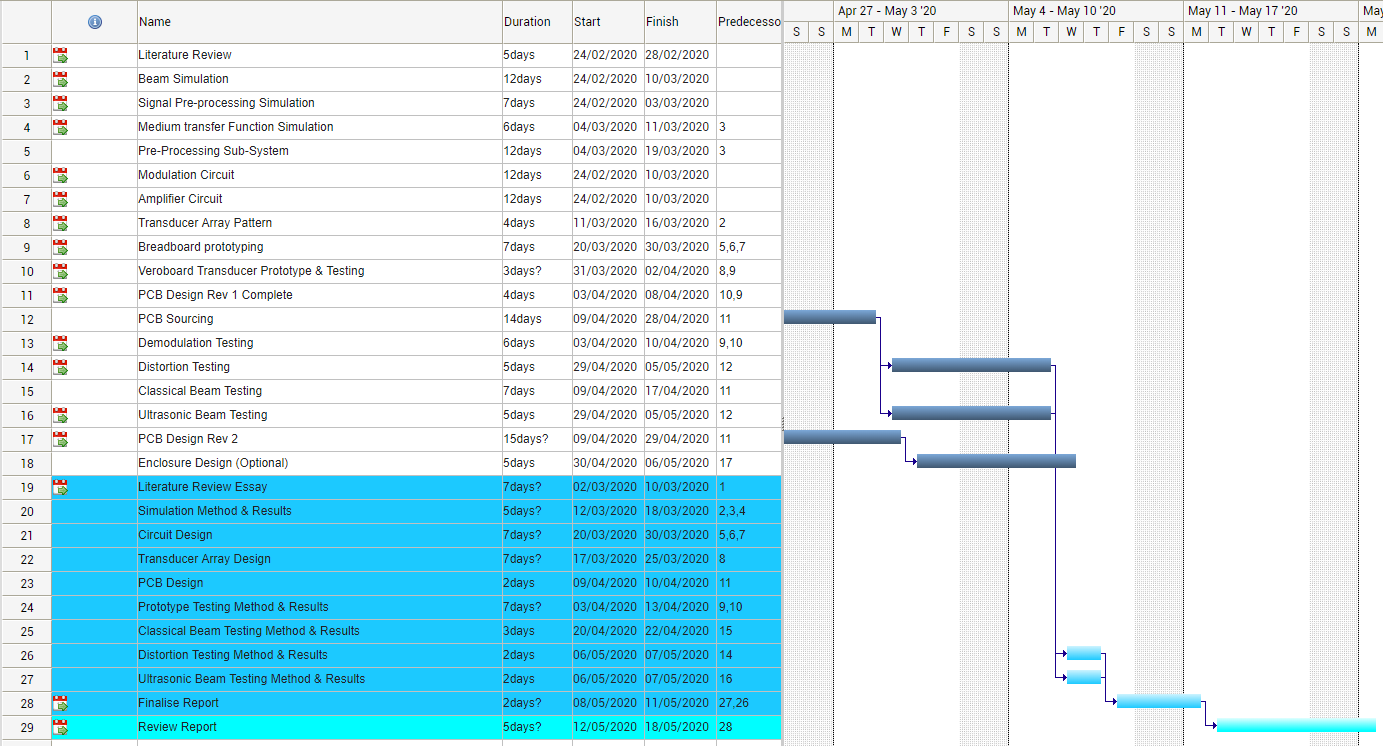 Name Duration Start Finish Predecesso
Apr 27 - May 3 '20 May 4 - May 10 '20 May 11 - May 17 '20 May
S S M T W T F S S M T W T F S S M T W T F S S M
1 Literature Review 5days 24/02/2020 28/02/2020
2 Beam Simulation 12days 24/02/2020 10/03/2020
3 Signal Pre-processing Simulation 7days 24/02/2020 03/03/2020
4 Medium transfer Function Simulation 6days 04/03/2020 11/03/2020 3
5 Pre-Processing Sub-System 12days 04/03/2020 19/03/2020 3
6 Modulation Circuit 12days 24/02/2020 10/03/2020
7 Amplifier Circuit 12days 24/02/2020 10/03/2020
8 Transducer Array Pattern 4days 11/03/2020 16/03/2020 2
9 Breadboard prototyping 7days 20/03/2020 30/03/2020 5,6,7
10 Veroboard Transducer Prototype & Testing 3days? 31/03/2020 02/04/2020 8,9
11 PCB Design Rev 1 Complete 4days 03/04/2020 08/04/2020 10,9
12 PCB Sourcing 14days 09/04/2020 28/04/2020 11
13 Demodulation Testing 6days 03/04/2020 10/04/2020 9,10
14 Distortion Testing 5days 29/04/2020 05/05/2020 12
15 Classical Beam Testing 7days 09/04/2020 17/04/2020 11
16 Ultrasonic Beam Testing 5days 29/04/2020 05/05/2020 12
17 PCB Design Rev 2 15days? 09/04/2020 29/04/2020 11
18 Enclosure Design (Optional) 5days 30/04/2020 06/05/2020 17
19 Literature Review Essay 7days? 02/03/2020 10/03/2020 1
20 Simulation Method & Results 5days? 12/03/2020 18/03/2020 2,3,4
21 Circuit Design 7days? 20/03/2020 30/03/2020 5,6,7
22 Transducer Array Design 7days? 17/03/2020 25/03/2020 8
23 PCB Design 2days 09/04/2020 10/04/2020 11
24 Prototype Testing Method & Results 7days? 03/04/2020 13/04/2020 9,10
25 Classical Beam Testing Method & Results 3days 20/04/2020 22/04/2020 15
26 Distortion Testing Method & Results 2days 06/05/2020 07/05/2020 14
27 Ultrasonic Beam Testing Method & Results 2days 06/05/2020 07/05/2020 16
28 Finalise Report 2days? 08/05/2020 11/05/2020 27,26
29 Review Report 5days? 12/05/2020 18/05/2020 28